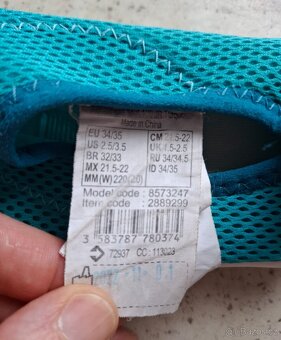 Made in China
EU 34/35 CM 21.5-22
US 2.5/3.5 UK 1.5-2.5
BR 32/33 RU 34/34.5
MX 21.5-22 ID 34/35
MM(W) 220(20)
Model code : 8573247
Item code : 2889299
3 583787 780374
72937 CC : 113023